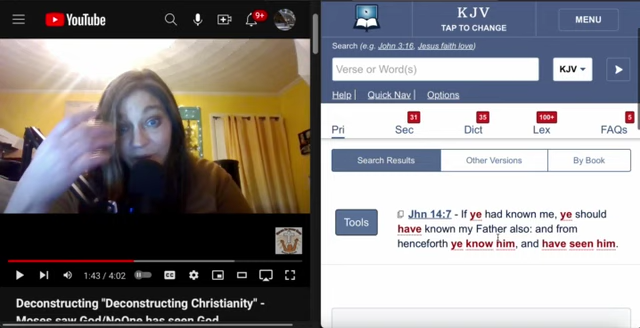 YouTube
9+
1:43 / 4:02
CC
Deconstructing "Deconstructing Christianity" -
Moses saw God/NoOne has seen God
KJV
TAP TO CHANGE
MENU
Search (e.g. John 3:16, Jesus faith love)
Verse or Word(s)
KJV
Help| Quick Nav| Options
31 35 100+ 5
Pri Sec Dict Lex FAQs
Search Results Other Versions By Book
Tools
Jhn 14:7 - If ye had known me, ye should
have known my Father also: and from
henceforth ye know him, and have seen him.